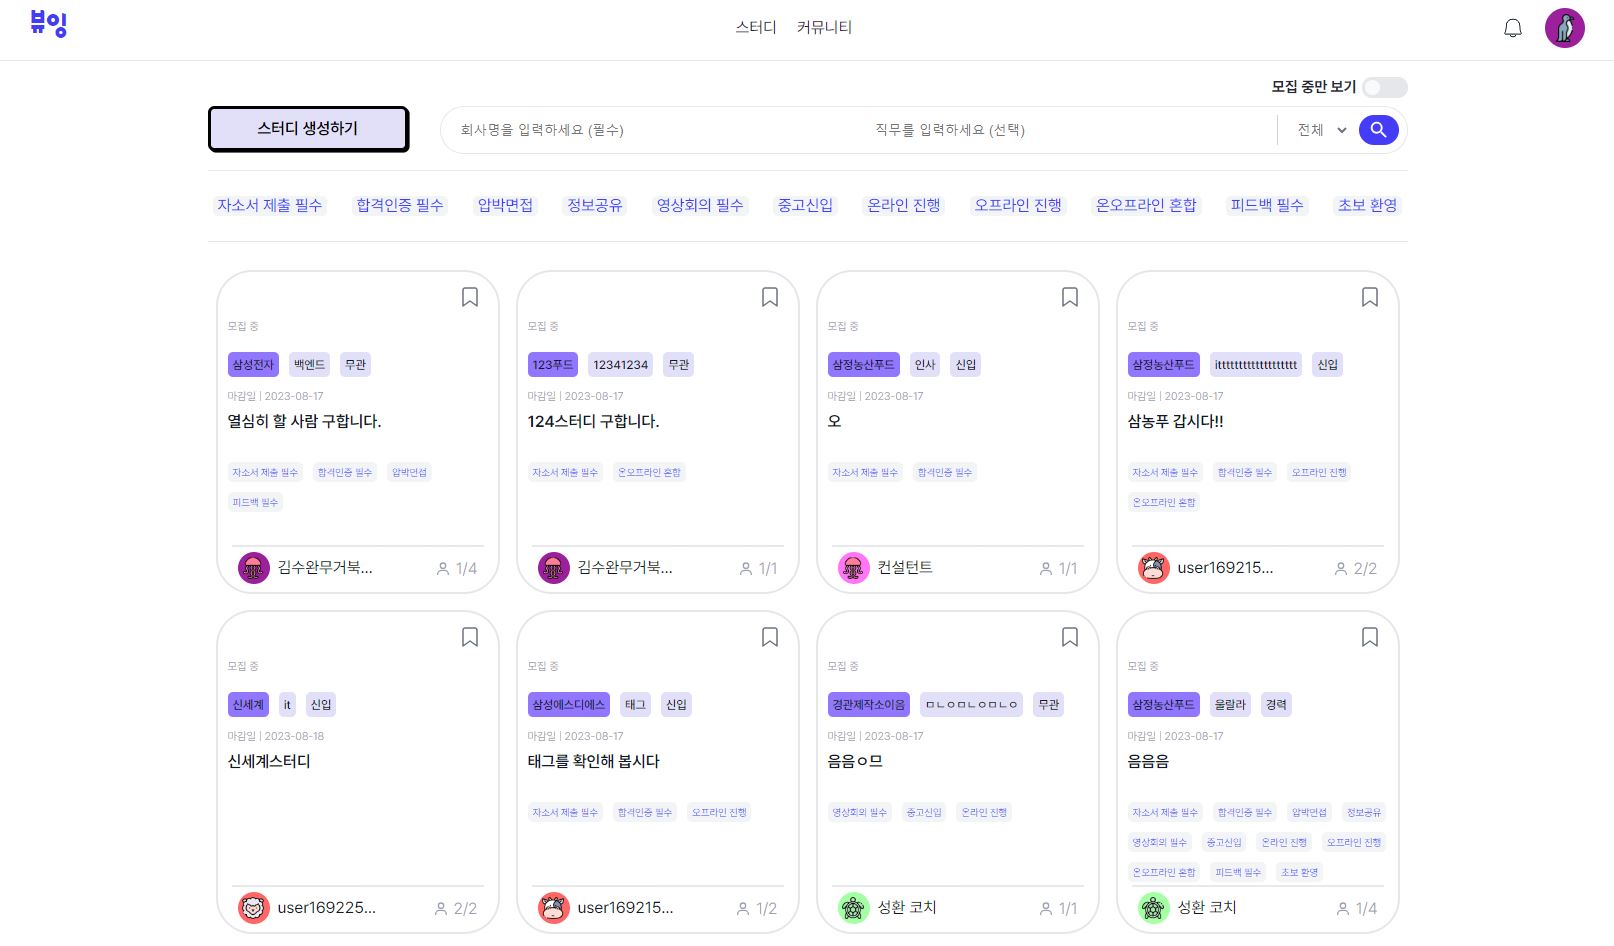 뷰잉
스터디 커뮤니티
모집 중만 보기
스터디 생성하기
회사명을 입력하세요 (필수) 직무를 입력하세요 (선택) 전체
자소서 제출 필수 합격인증 필수 압박면접 정보공유 영상회의 필수 중고신입 온라인 진행 오프라인 진행 온오프라인 혼합 피드백 필수 초보 환영
모집 중
삼성전자 백엔드 무관
마감일 | 2023-08-17
열심히 할 사람 구합니다.
자소서 제출 필수 합격인증 필수 압박면접
피드백 필수
김수완무거북... 1/4
모집 중
123푸드 12341234 무관
마감일 | 2023-08-17
124스터디 구합니다.
자소서 제출 필수 온오프라인 혼합
김수완무거북... 1/1
모집 중
삼정농산푸드 인사 신입
마감일 | 2023-08-17
오
자소서 제출 필수 합격인증 필수
컨설턴트 1/1
모집 중
삼정농산푸드 신입
마감일 | 2023-08-17
삼농푸 갑시다!!
자소서 제출 필수 합격인증 필수 오프라인 진행
온오프라인 혼합
user169215... 2/2
모집 중
신세계 it 신입
마감일 | 2023-08-18
신세계스터디
user169225... 2/2
모집 중
삼성에스디에스 태그 신입
마감일 | 2023-08-17
태그를 확인해 봅시다
자소서 제출 필수 합격인증 필수 오프라인 진행
user169215... 1/2
모집 중
경관제작소이음 ㅁㄴㅇㅁㄴㅇㅁㄴㅇ 무관
마감일 | 2023-08-17
음음ㅇ므
영상회의 필수 중고신입 온라인 진행
성환 코치 1/1
모집 중
삼정농산푸드 울랄라 경력
마감일 | 2023-08-17
음음음
자소서 제출 필수 합격인증 필수 압박면접 정보공유
영상회의 필수 중고신입 온라인 진행 오프라인 진행
온오프라인 혼합 피드백 필수 초보 환영
성환 코치 1/4